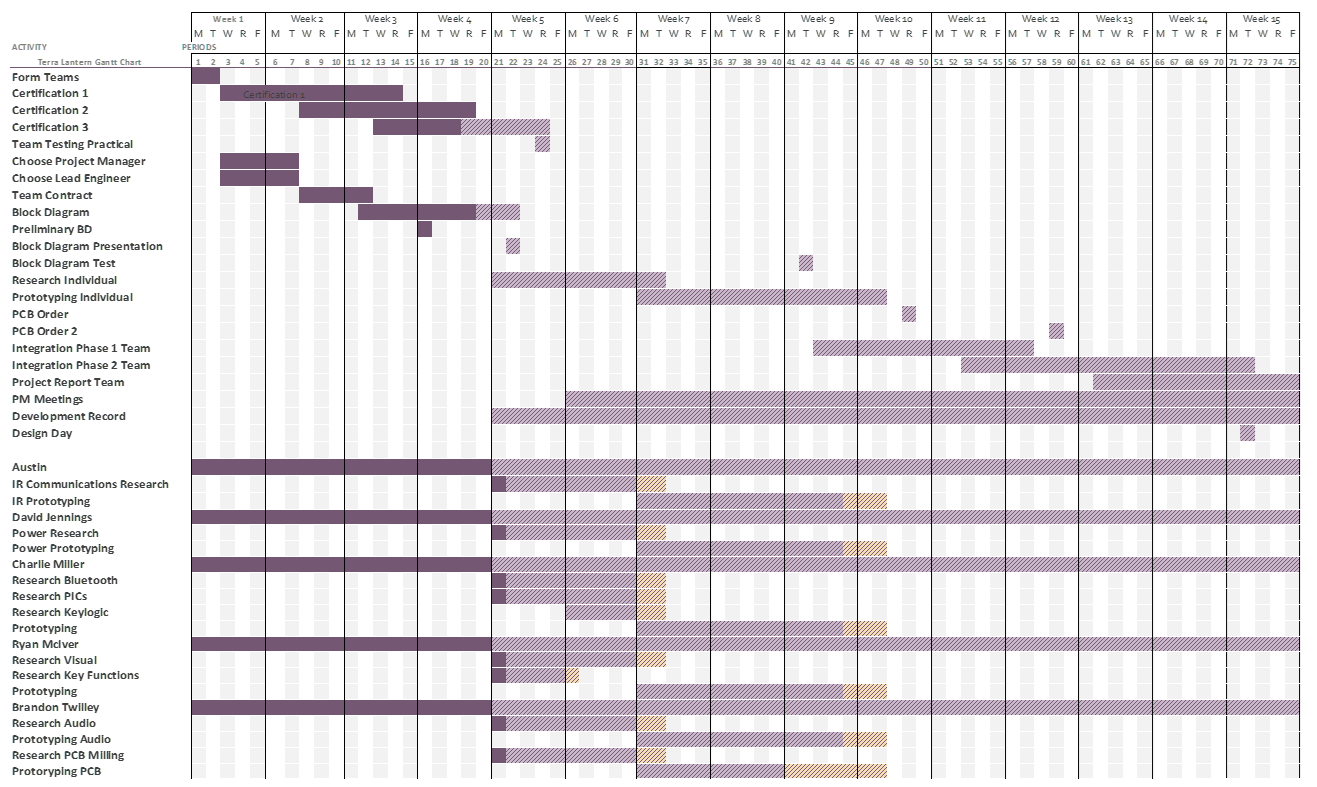 Week 1 Week 2 Week 3 Week 4 Week 5 Week 6 Week 7 Week 8 Week 9 Week 10 Week 11 Week 12 Week 13 Week 14 Week 15
M T W R F M T W R F M T W R F M T W R F M T W R F M T W R F M T W R F M T W R F M T W R F M T W R F M T W R F M T W R F M T W R F M T W R F M T W R F
ACTIVITY PERIODS
Terra Lantern Gantt Chart 1 2 3 4 5 6 7 8 9 10 11 12 13 14 15 16 17 18 19 20 21 22 23 24 25 26 27 28 29 30 31 32 33 34 35 36 37 38 39 40 41 42 43 44 45 46 47 48 49 50 51 52 53 54 55 56 57 58 59 60 61 62 63 64 65 66 67 68 69 70 71 72 73 74 75
Form Teams
Certification 1 Certification 1
Certification 2
Certification 3
Team Testing Practical
Choose Project Manager
Choose Lead Engineer
Team Contract
Block Diagram
Preliminary BD
Block Diagram Presentation
Block Diagram Test
Research Individual
Prototyping Individual
PCB Order
PCB Order 2
Integration Phase 1 Team
Integration Phase 2 Team
Project Report Team
PM Meetings
Development Record
Design Day
Austin
IR Communications Research
IR Prototyping
David Jennings
Power Research
Power Prototyping
Charlie Miller
Research Bluetooth
Research PICs
Research Keylogic
Prototyping
Ryan McIver
Research Visual
Research Key Functions
Prototyping
Brandon Twilley
Research Audio
Prototyping Audio
Research PCB Milling
Protoryping PCB